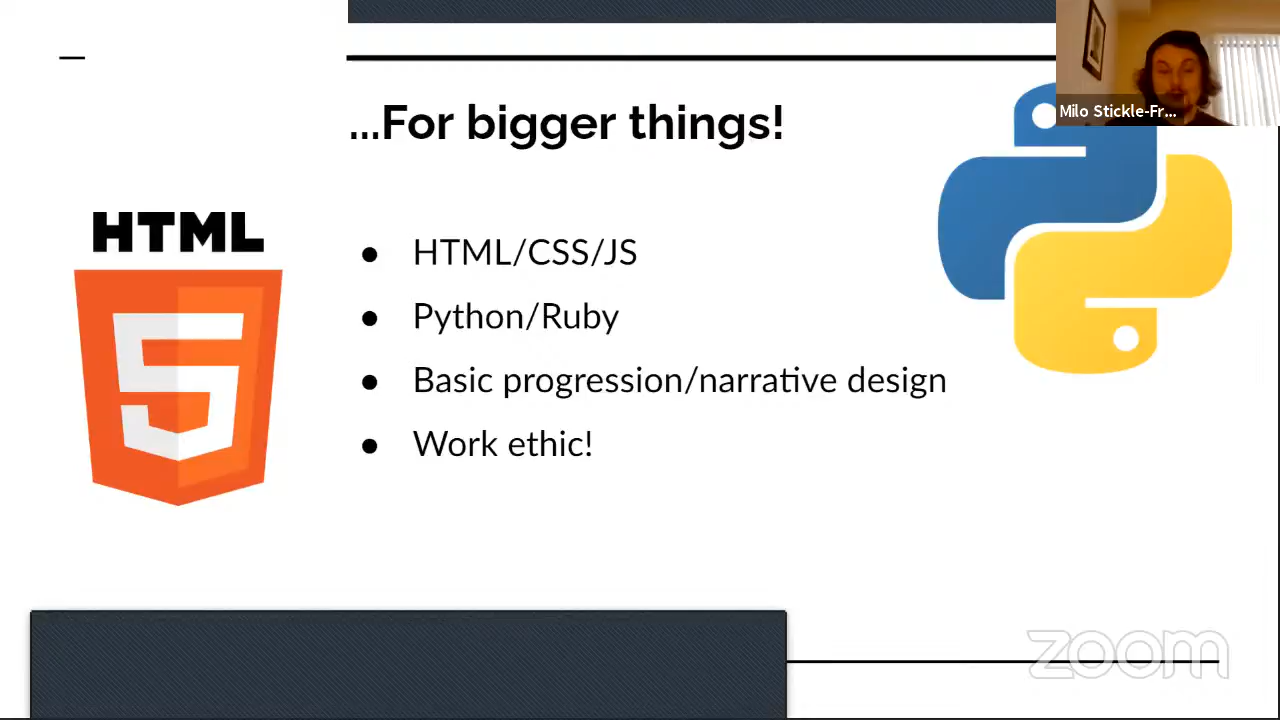 ...For bigger things!
Milo Stickle-Fr...
HTML
5
● HTML/CSS/JS
● Python/Ruby
● Basic progression/narrative design
● Work ethic!
zoom